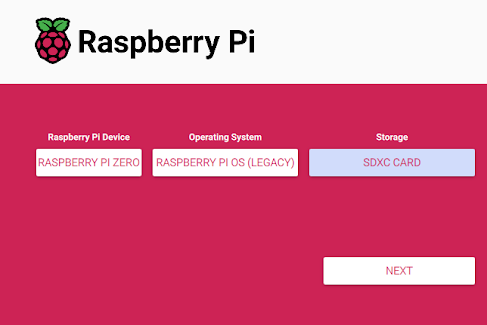 Raspberry Pi
Raspberry Pi Device Operating System Storage
RASPBERRY PI ZERO RASPBERRY PI OS (LEGACY) SDXC CARD
NEXT